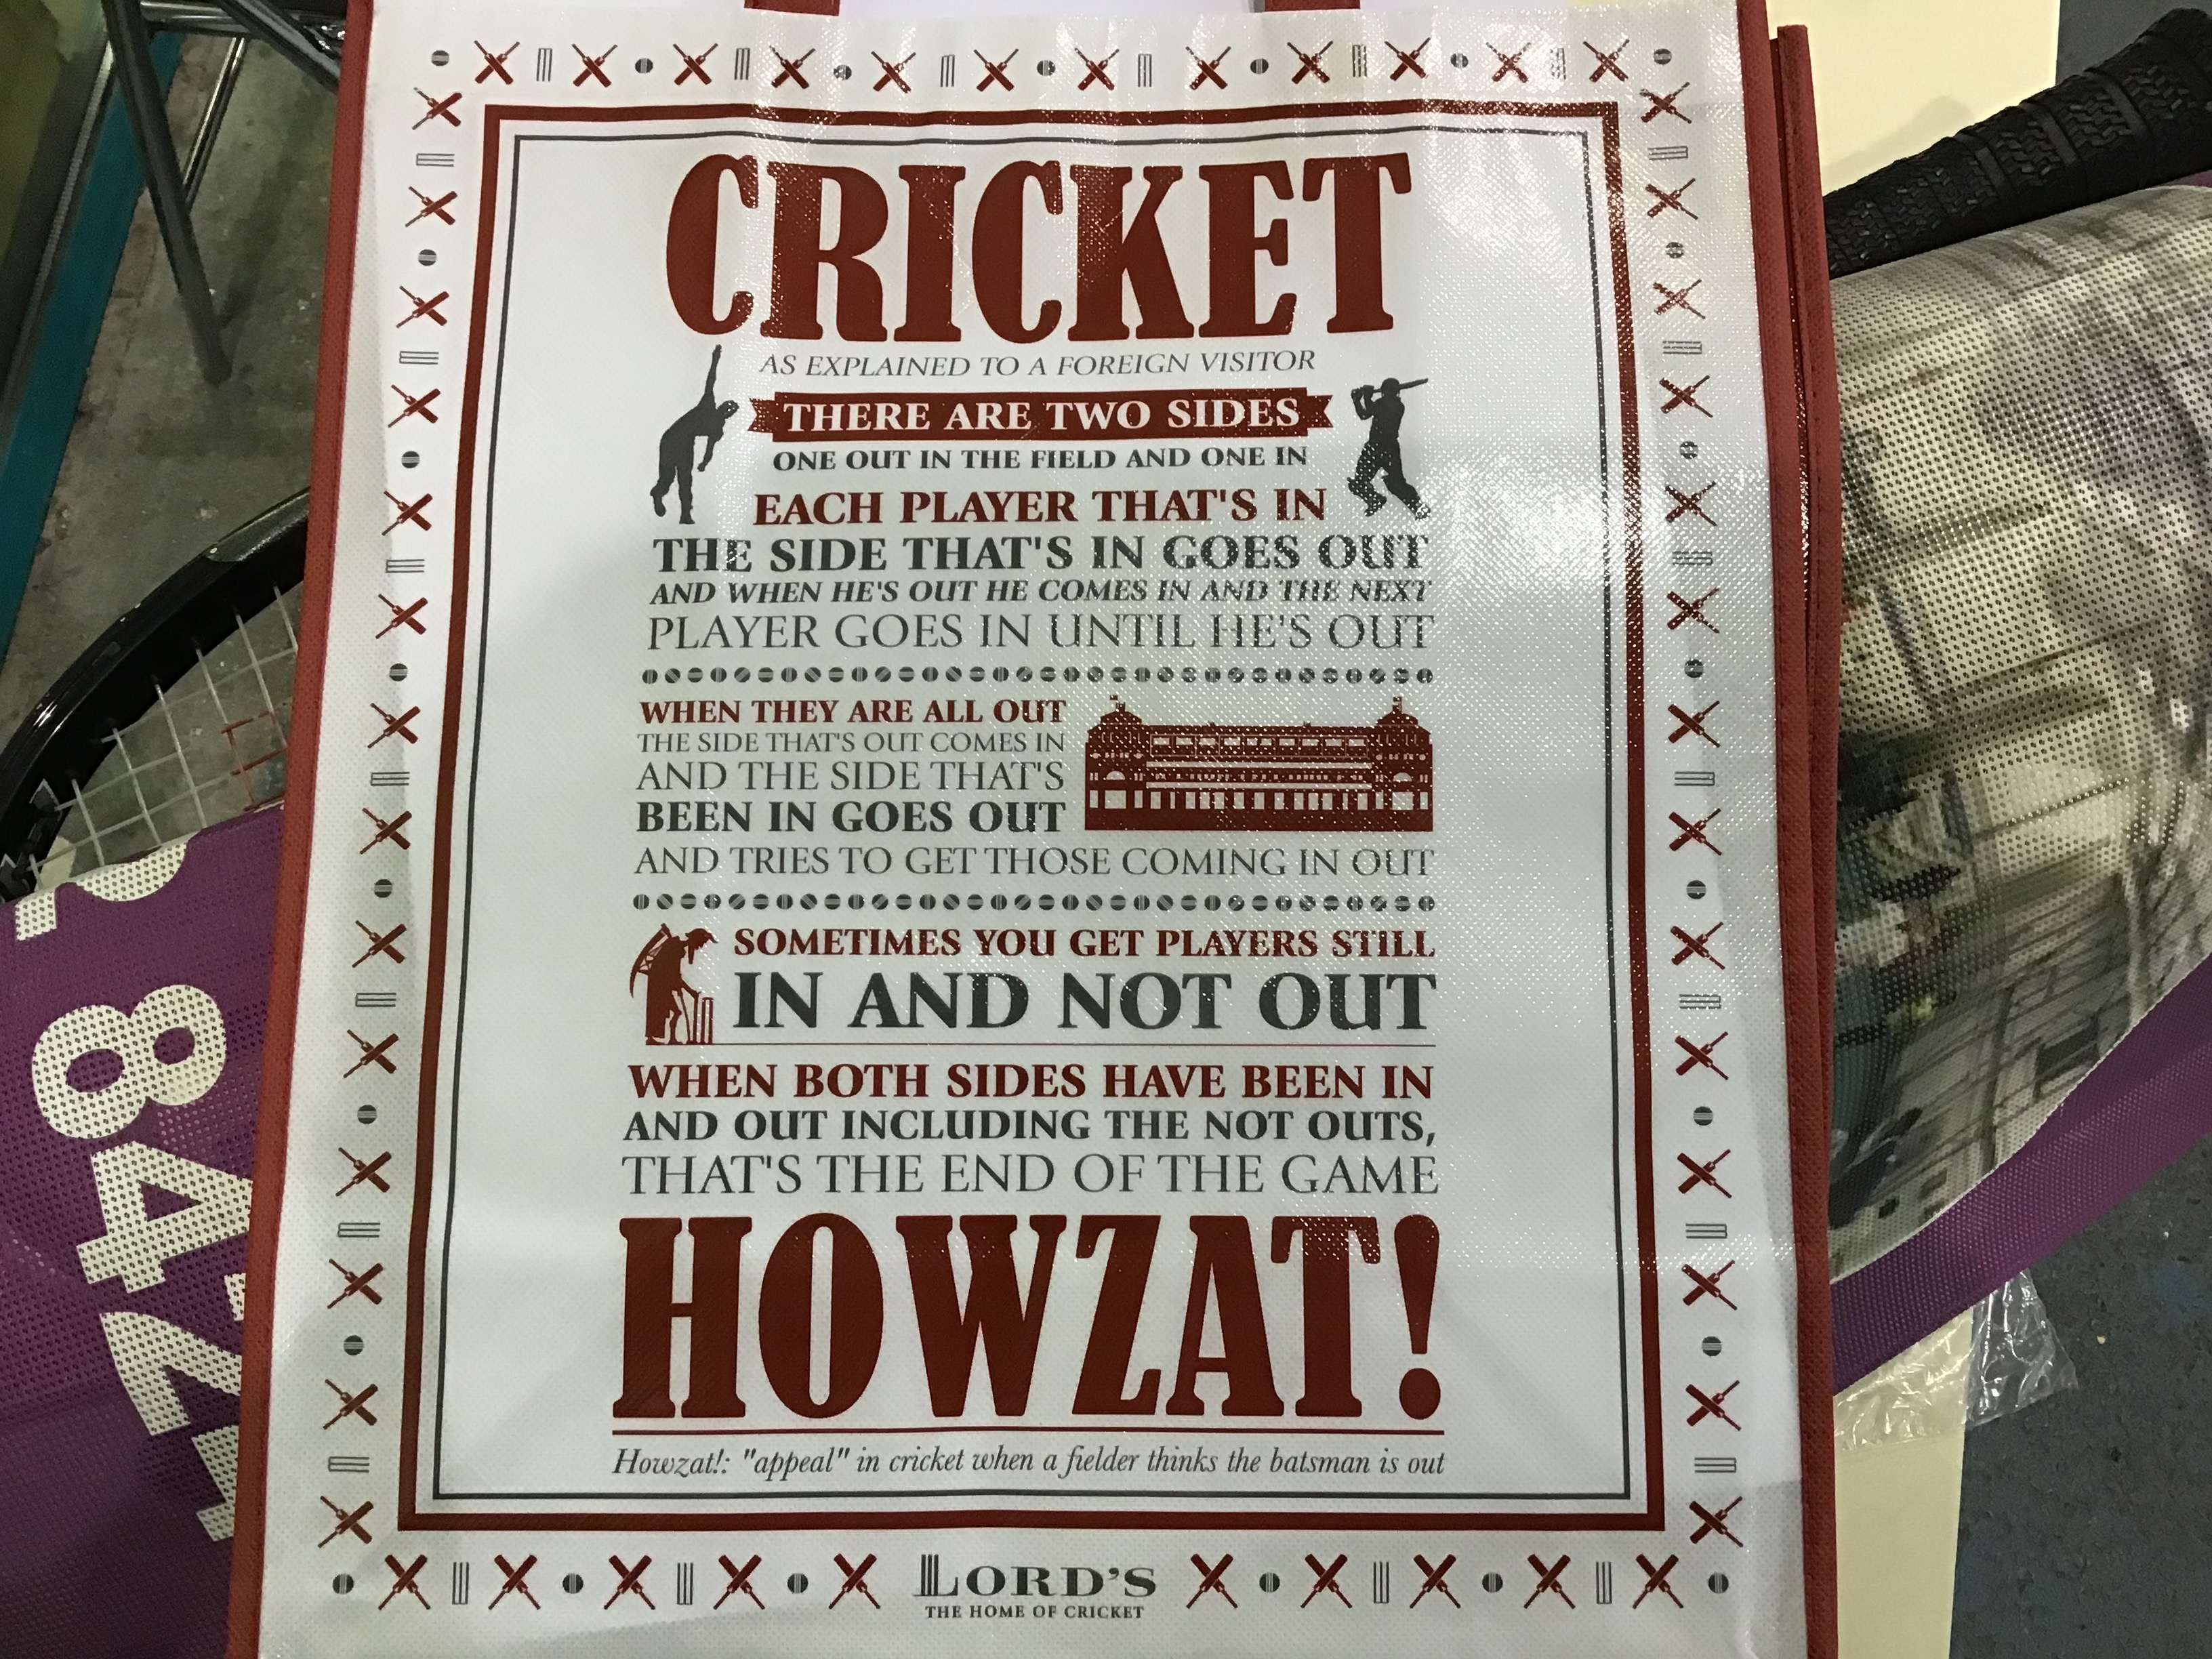 CRICKET
AS EXPLAINED TO A FOREIGN VISITOR
THERE ARE TWO SIDES
ONE OUT IN THE FIELD AND ONE IN
EACH PLAYER THAT'S IN
THE SIDE THAT'S IN GOES OUT
AND WHEN HE'S OUT HE COMES IN AND THE NEXT
PLAYER GOES IN UNTIL HE'S OUT
WHEN THEY ARE ALL OUT
THE SIDE THAT'S OUT COMES IN
AND THE SIDE THAT'S
BEEN IN GOES OUT
AND TRIES TO GET THOSE COMING IN OUT
SOMETIMES YOU GET PLAYERS STILL
IN AND NOT OUT
WHEN BOTH SIDES HAVE BEEN IN
AND OUT INCLUDING THE NOT OUTS,
THAT'S THE END OF THE GAME
HOWZAT!
Howzat!: "appeal" in cricket when a fielder thinks the batsman is out
LORD'S
THE HOME OF CRICKET